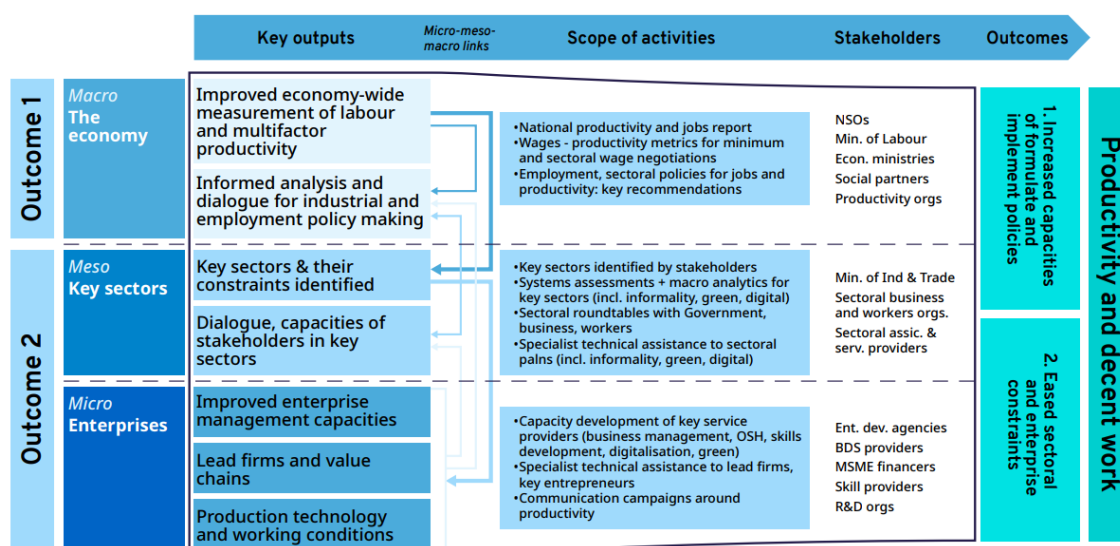 Key outputs
Micro-meso-
macro links
Scope of activities
Stakeholders
Outcomes
Outcome 1
Macro
The
economy
Improved economy-wide
measurement of labour
and multifactor
productivity
Informed analysis and
dialogue for industrial and
employment policy making
•National productivity and jobs report
•Wages - productivity metrics for minimum
and sectoral wage negotiations
•Employment, sectoral policies for jobs and
productivity: key recommendations
NSOs
Min. of Labour
Econ. ministries
Social partners
Productivity orgs
1. Increased capacities
of formulate and
implement policies
Productivity and decent work
Outcome 2
Meso
Key sectors
Key sectors & their
constraints identified
Dialogue, capacities of
stakeholders in key
sectors
•Key sectors identified by stakeholders
•Systems assessments + macro analytics for
key sectors (incl. informality, green, digital)
•Sectoral roundtables with Government,
business, workers
•Specialist technical assistance to sectoral
palns (incl. informality, green, digital)
Min. of Ind & Trade
Sectoral business
and workers orgs.
Sectoral assic. &
serv. providers
2. Eased sectoral
and enterprise
constraints
Micro
Enterprises
Improved enterprise
management capacities
Lead firms and value
chains
Production technology
and working conditions
•Capacity development of key service
providers (business management, OSH, skills
development, digitalisation, green)
•Specialist technical assistance to lead firms,
key entrepreneurs
•Communication campaigns around
productivity
Ent. dev. agencies
BDS providers
MSME financers
Skill providers
R&D orgs